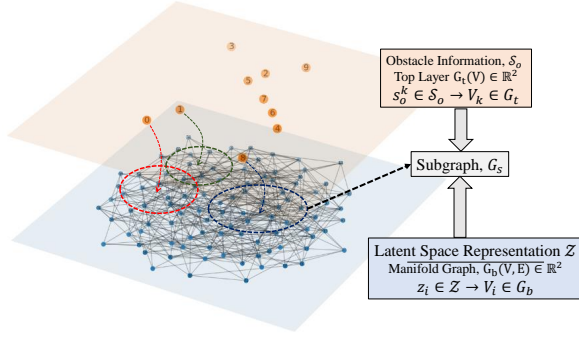 3
9
5
2
7
1
0
6
4
8
Obstacle Information, 𝒮ₒ
Top Layer Gₜ(V) ∈ ℝ²
sₒᵏ ∈ 𝒮ₒ → Vₖ ∈ Gₜ
Subgraph, Gₛ
Latent Space Representation 𝒵
Manifold Graph, G_b(V, E) ∈ ℝ²
zᵢ ∈ 𝒵 → Vᵢ ∈ G_b